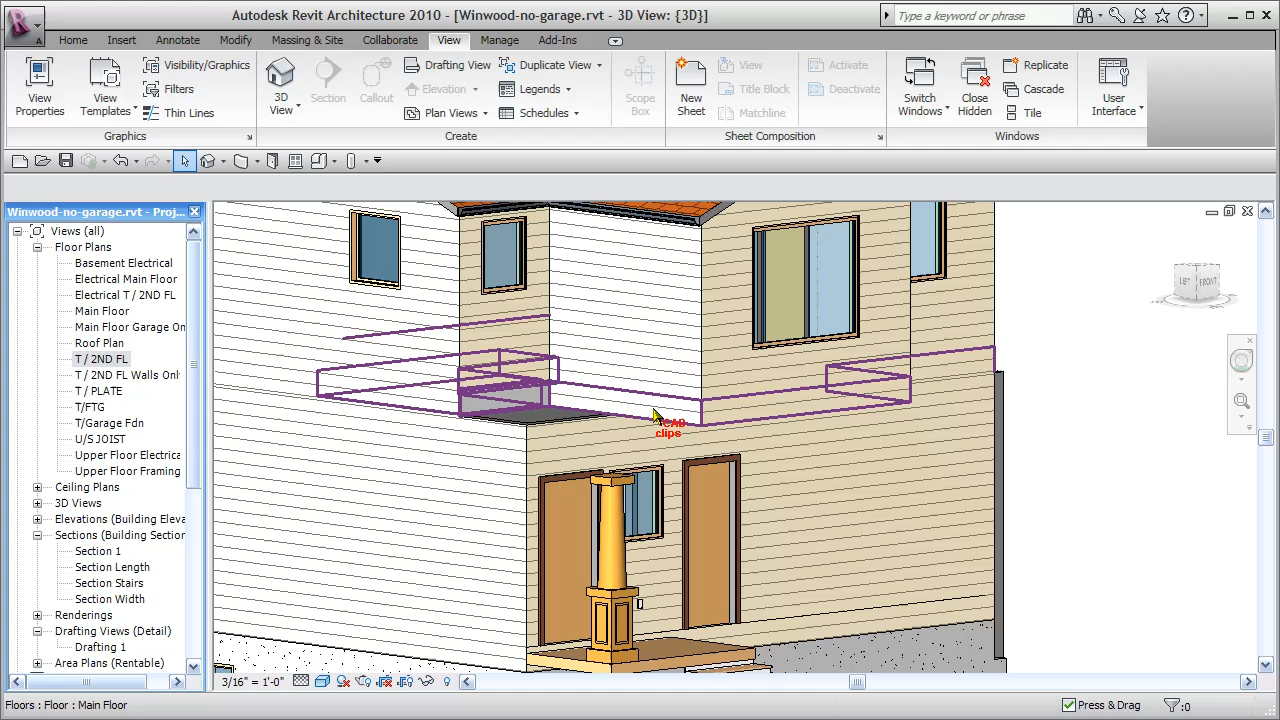 Autodesk Revit Architecture 2010 - [Winwood-no-garage.rvt - 3D View: {3D}]
Type a keyword or phrase
Home Insert Annotate Modify Massing & Site Collaborate View Manage Add-Ins
View Properties
View Templates
Visibility/Graphics
Filters
Thin Lines
3D View
Section
Callout
Drafting View
Elevation
Plan Views
Duplicate View
Legends
Schedules
Scope Box
New Sheet
View
Title Block
Matchline
Activate
Deactivate
Switch Windows
Close Hidden
Replicate
Cascade
Tile
User Interface
Graphics Create Sheet Composition Windows
Winwood-no-garage.rvt - Proj...
Views (all)
Floor Plans
Basement Electrical
Electrical Main Floor
Electrical T / 2ND FL
Main Floor
Main Floor Garage On
Roof Plan
T / 2ND FL
T / 2ND FL Walls Onl
T / PLATE
T/FTG
T/Garage Fdn
U/S JOIST
Upper Floor Electrica
Upper Floor Framing
Ceiling Plans
3D Views
Elevations (Building Eleva
Sections (Building Section
Section 1
Section Length
Section Stairs
Section Width
Renderings
Drafting Views (Detail)
Drafting 1
Area Plans (Rentable)
LEFT FRONT
CAD
clips
3/16" = 1'-0"
Floors : Floor : Main Floor
Press & Drag
:0